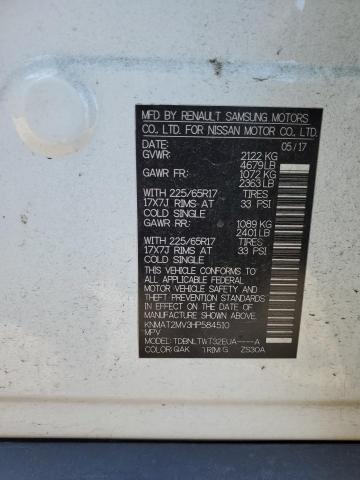 MFD BY RENAULT SAMSUNG MOTORS
CO., LTD. FOR NISSAN MOTOR CO., LTD.
DATE: 05/17
GVWR: 2122 KG
4679 LB
GAWR FR: 1072 KG
2363 LB
WITH 225/65R17 TIRES
17X7J RIMS AT 33 PSI
COLD SINGLE
GAWR RR: 1089 KG
2401 LB
WITH 225/65R17 TIRES
17X7J RIMS AT 33 PSI
COLD SINGLE
THIS VEHICLE CONFORMS TO ALL APPLICABLE FEDERAL
MOTOR VEHICLE SAFETY, BUMPER,
AND THEFT PREVENTION STANDARDS
IN EFFECT ON THE DATE OF
MANUFACTURE SHOWN ABOVE.
KNMAT2MV3HP584510
MPV
MODEL: TDBNLTWT32EUA----A
COLOR: QAK TRIM: G ZS30A